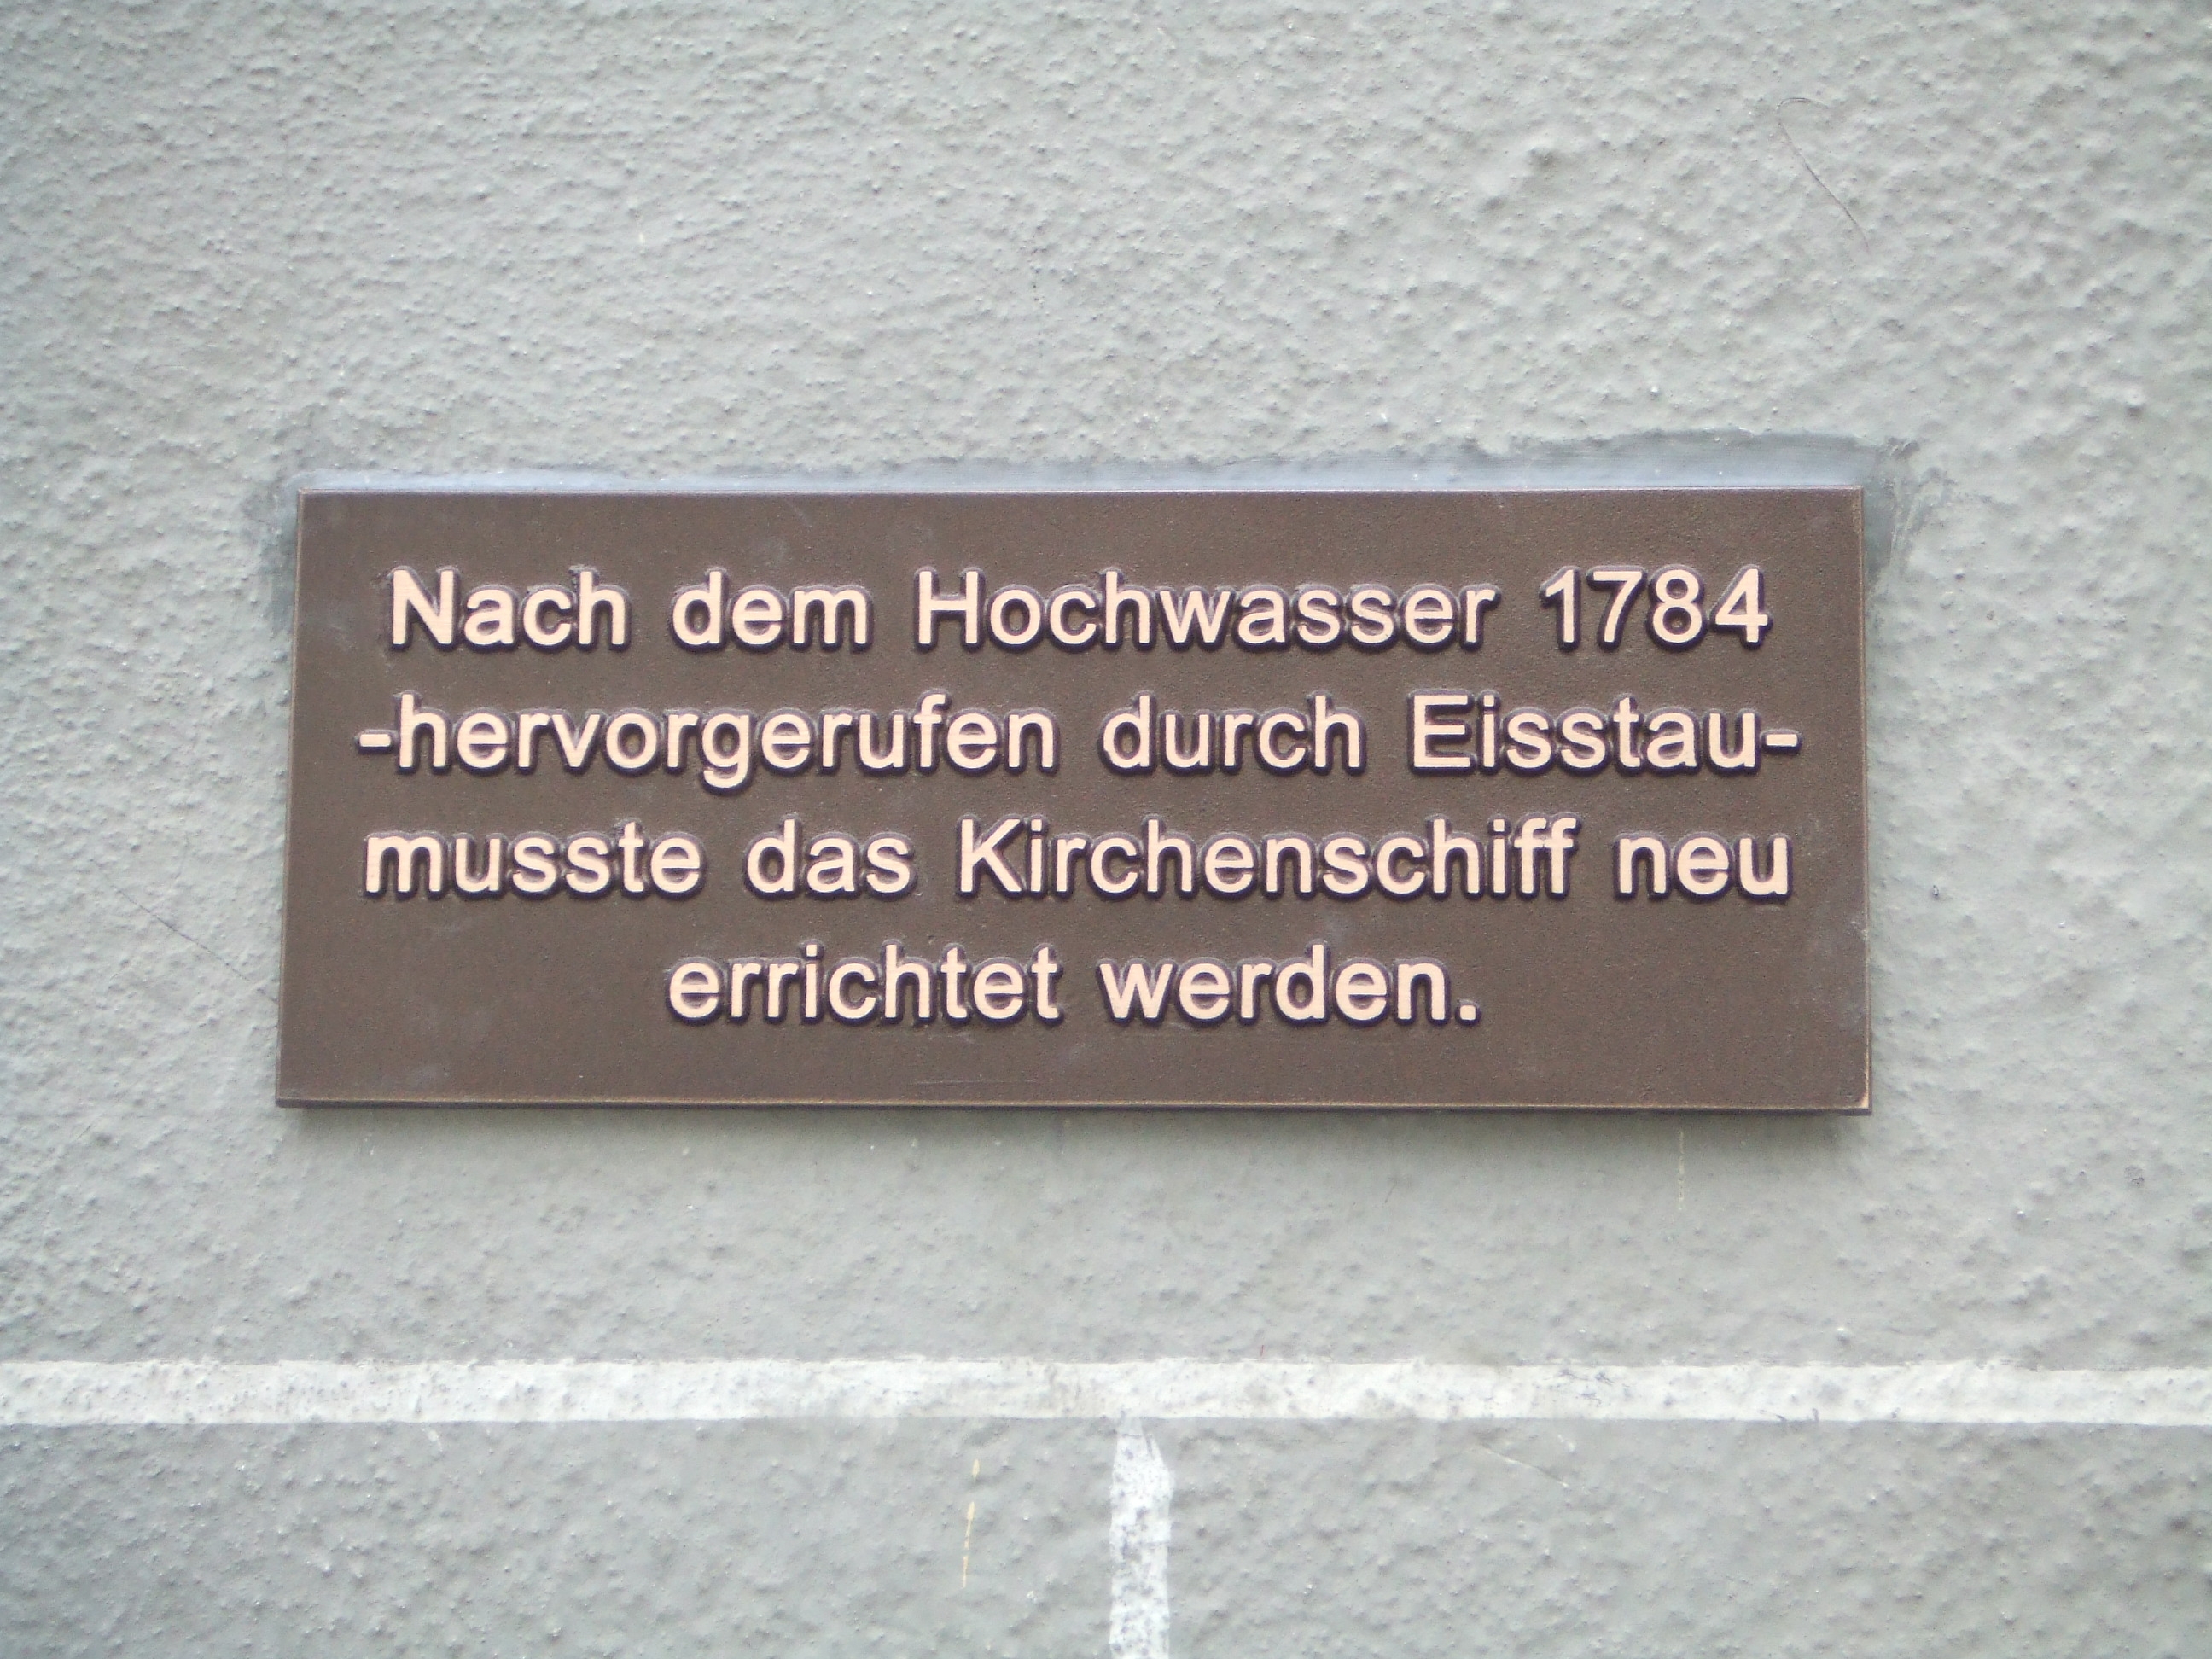 Nach dem Hochwasser 1784
-hervorgerufen durch Eisstau-
musste das Kirchenschiff neu
errichtet werden.